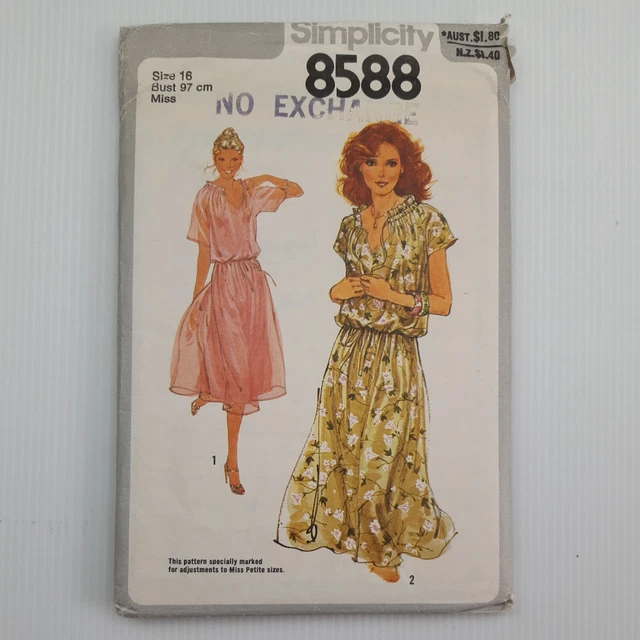 Simplicity
*AUST.$1.80
N.Z.$1.40
8588
Size 16
Bust 97 cm
Miss
NO EXCHANGE
1
This pattern specially marked
for adjustments to Miss Petite sizes.
2